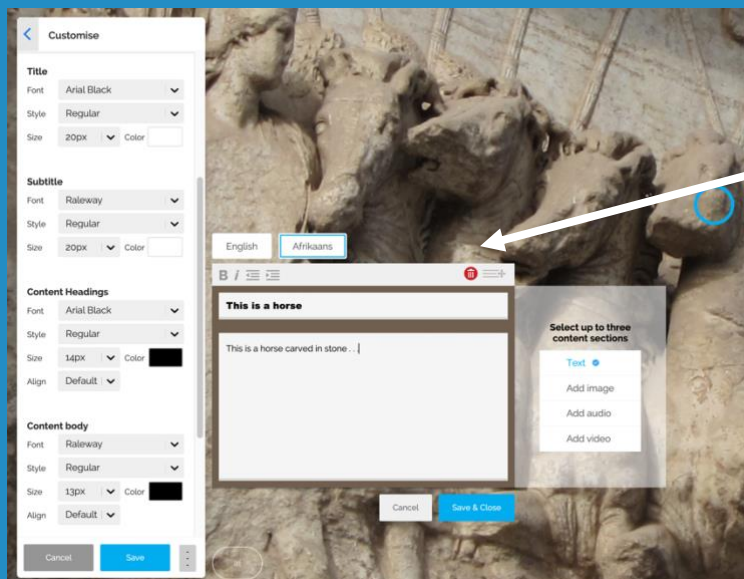 Customise
Title
Font Arial Black
Style Regular
Size 20px Color
Subtitle
Font Raleway
Style Regular
Size 20px Color
Content Headings
Font Arial Black
Style Regular
Size 14px Color
Align Default
Content body
Font Raleway
Style Regular
Size 13px Color
Align Default
Cancel Save
English Afrikaans
B i
This is a horse
This is a horse carved in stone . . .
Select up to three
content sections
Text
Add image
Add audio
Add video
Cancel Save & Close